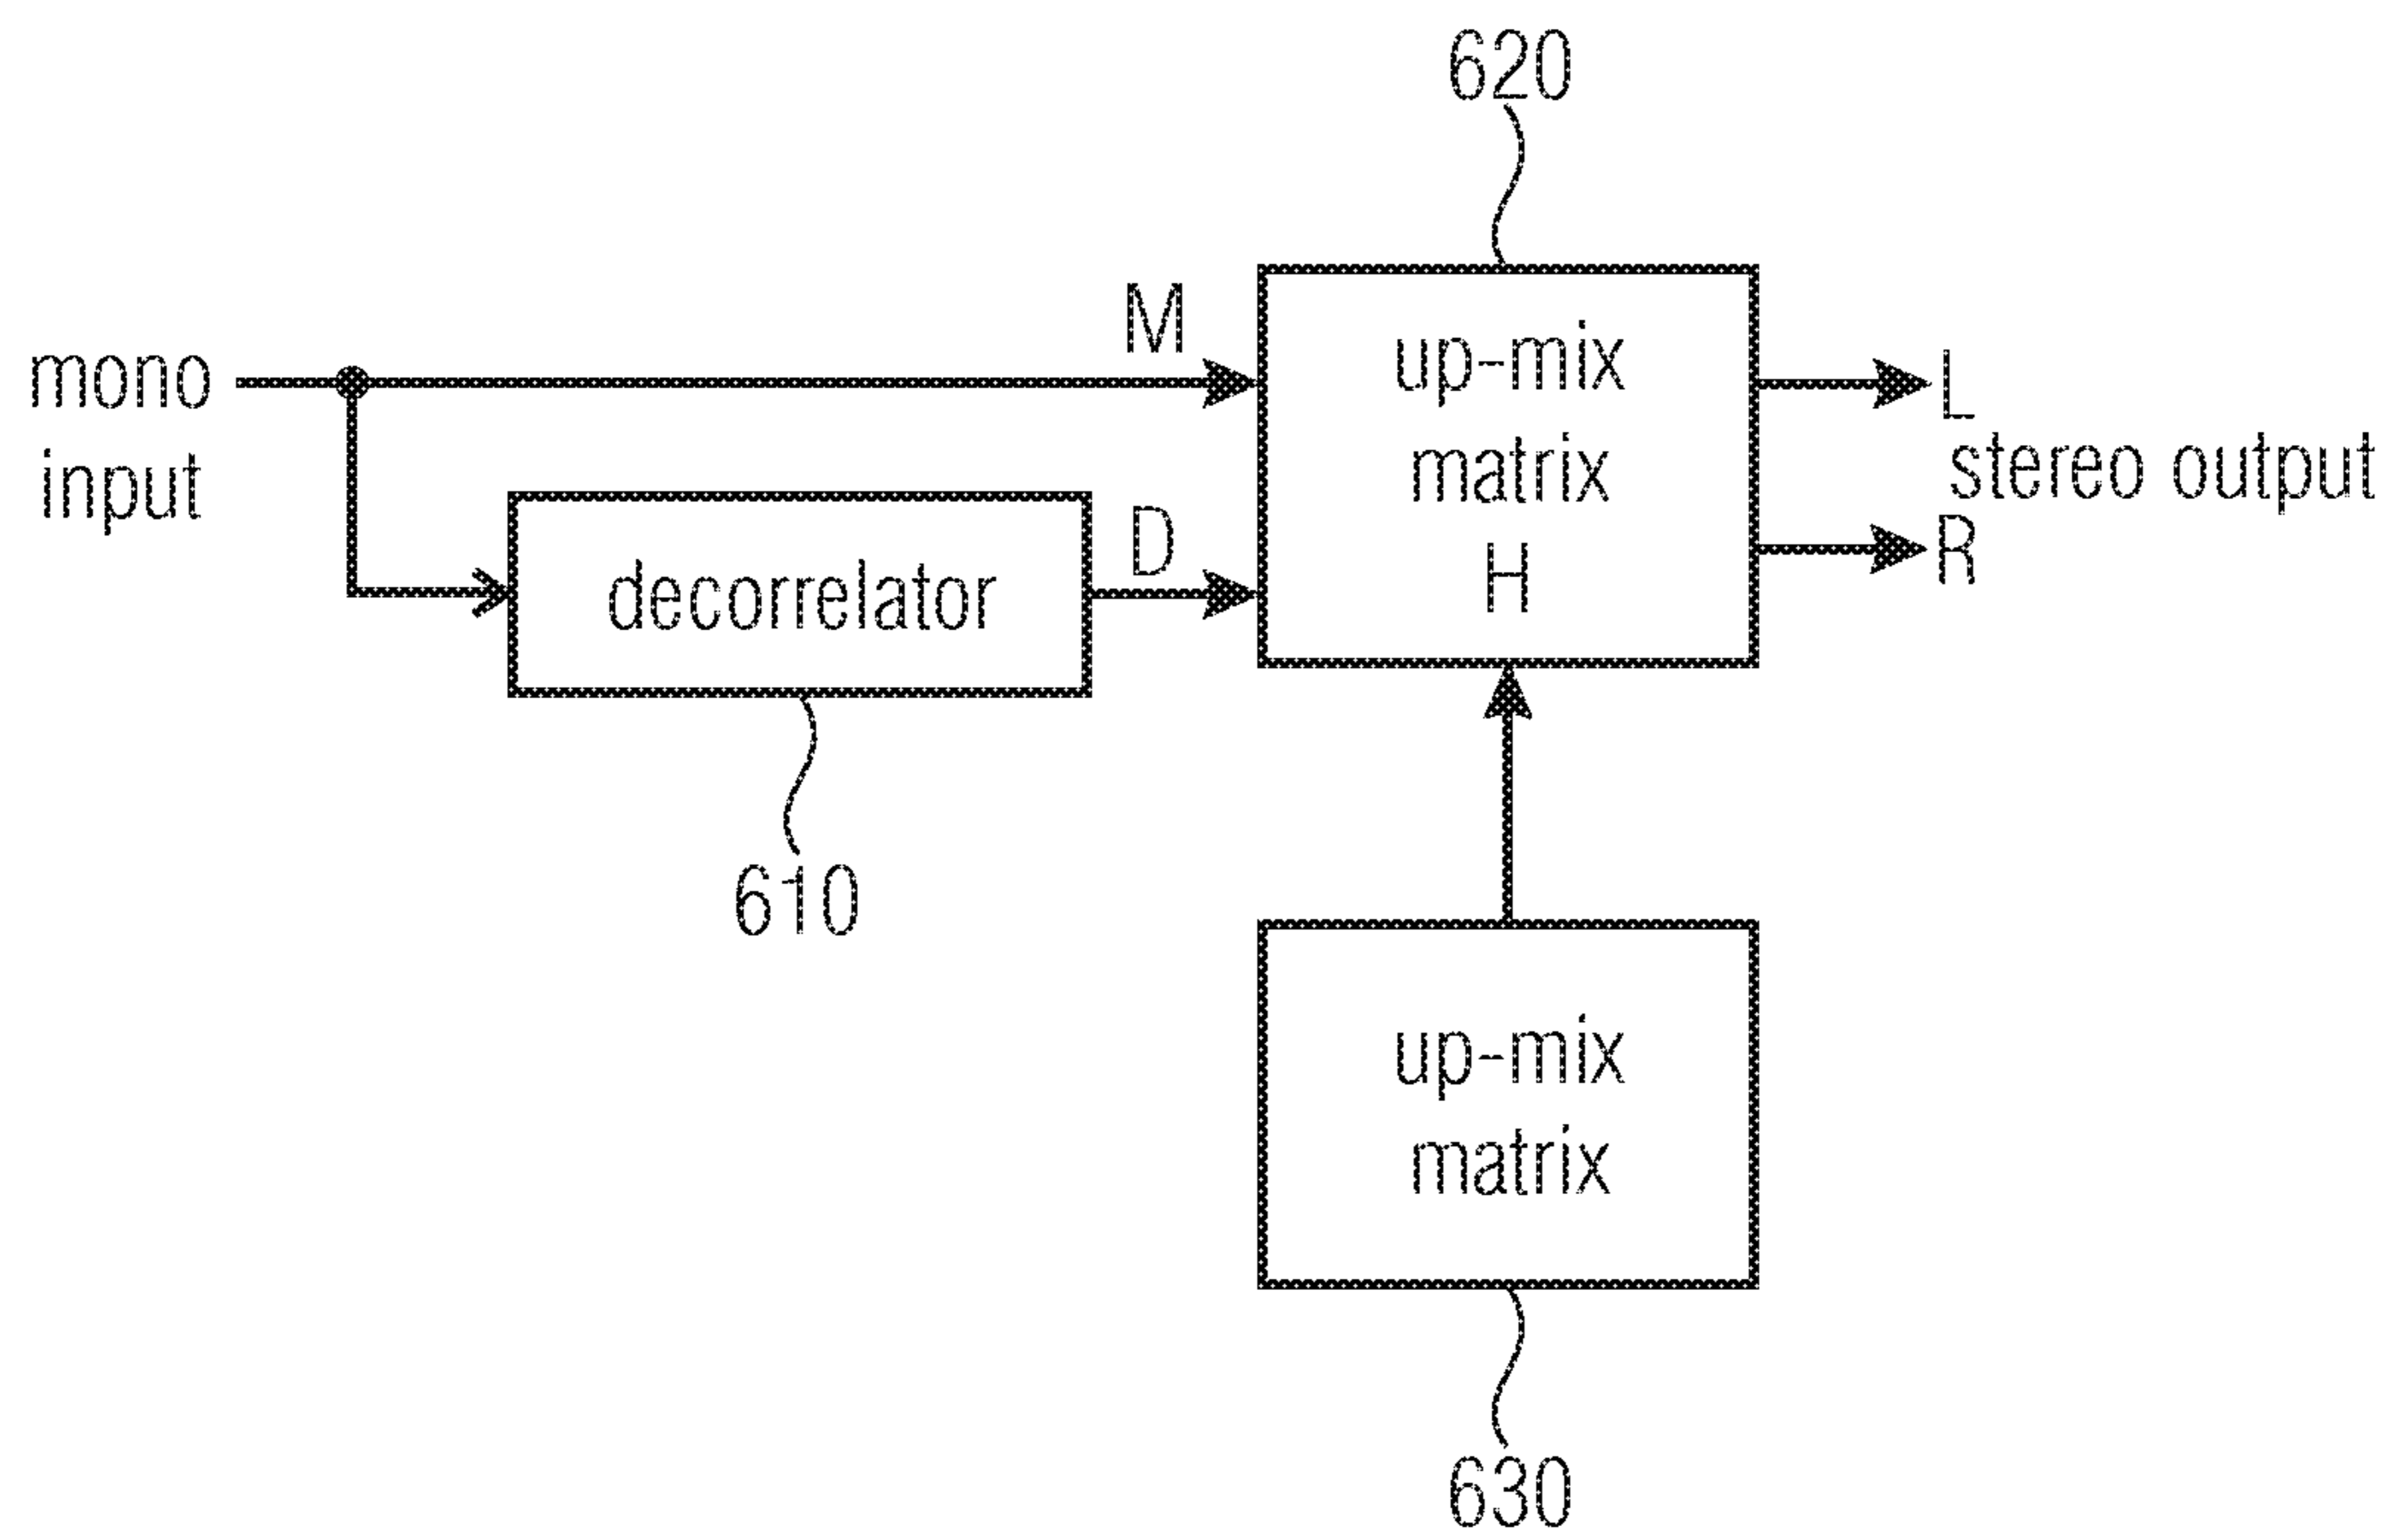 620
M
mono
input
up-mix
matrix
H
L
stereo output
R
D
decorrelator
610
up-mix
matrix
630